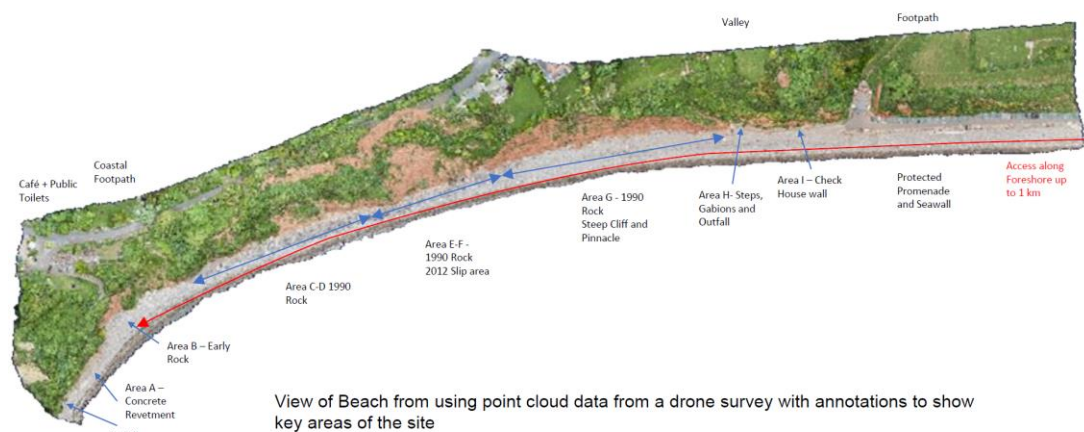 Valley
Footpath
Coastal
Footpath
Café + Public
Toilets
Access along
Foreshore up
to 1 km
Protected
Promenade
and Seawall
Area I – Check
House wall
Area H- Steps,
Gabions and
Outfall
Area G - 1990
Rock
Steep Cliff and
Pinnacle
Area E-F -
1990 Rock
2012 Slip area
Area C-D 1990
Rock
Area B – Early
Rock
Area A –
Concrete
Revetment
View of Beach from using point cloud data from a drone survey with annotations to show
key areas of the site